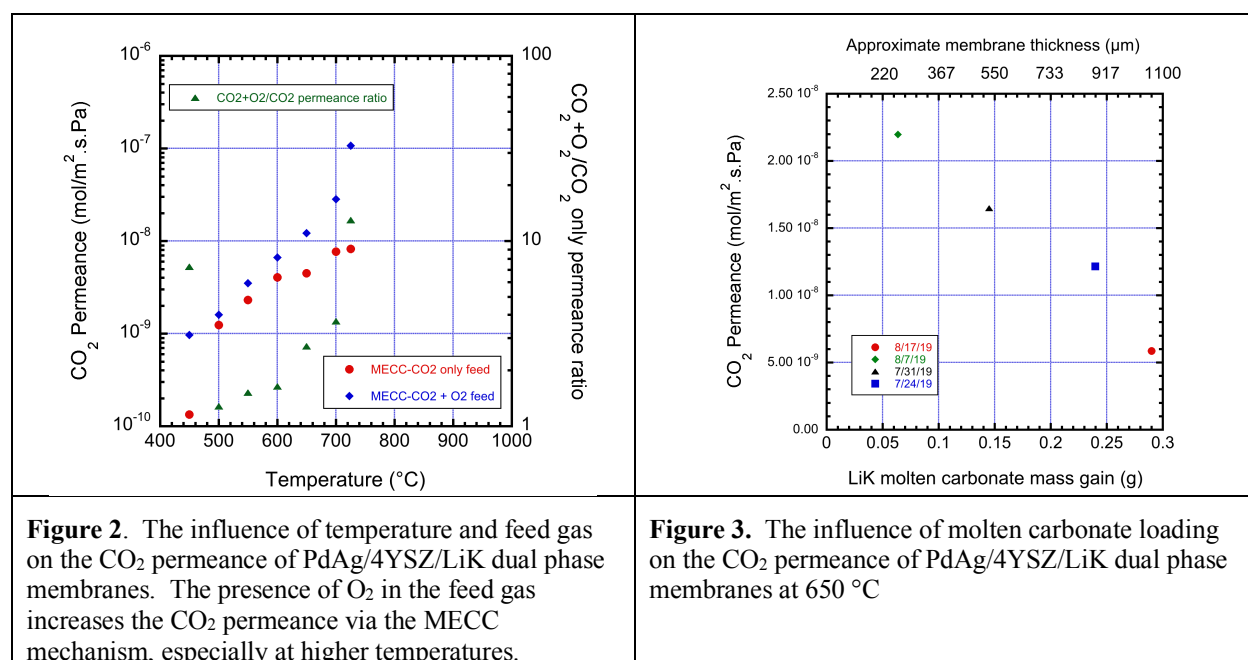 10⁻⁶
10⁻⁷
10⁻⁸
10⁻⁹
10⁻¹⁰
CO₂ Permeance (mol/m².s.Pa)
100
10
1
CO₂+O₂/CO₂ only permeance ratio
CO2+O2/CO2 permeance ratio
MECC-CO2 only feed
MECC-CO2 + O2 feed
400 500 600 700 800 900 1000
Temperature (°C)
Approximate membrane thickness (µm)
220 367 550 733 917 1100
2.50 10⁻⁸
2.00 10⁻⁸
1.50 10⁻⁸
1.00 10⁻⁸
5.00 10⁻⁹
0.00
CO₂ Permeance (mol/m².s.Pa)
8/17/19
8/7/19
7/31/19
7/24/19
0 0.05 0.1 0.15 0.2 0.25 0.3
LiK molten carbonate mass gain (g)
Figure 2. The influence of temperature and feed gas
on the CO₂ permeance of PdAg/4YSZ/LiK dual phase
membranes. The presence of O₂ in the feed gas
increases the CO₂ permeance via the MECC
mechanism, especially at higher temperatures.
Figure 3. The influence of molten carbonate loading
on the CO₂ permeance of PdAg/4YSZ/LiK dual phase
membranes at 650 °C